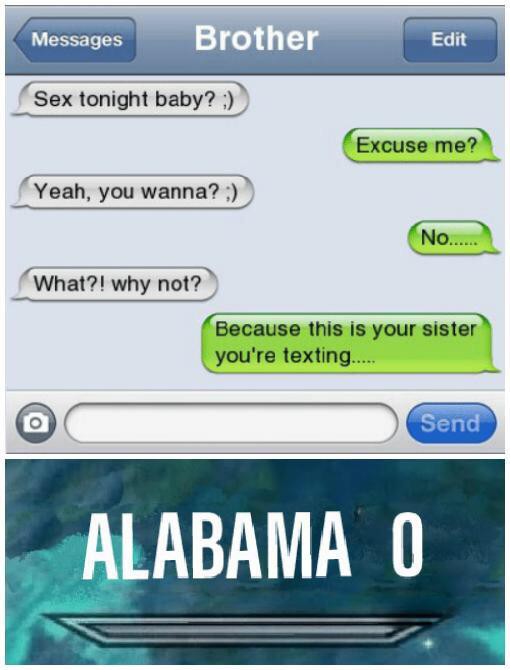 Messages Brother Edit
Sex tonight baby? ;)
Excuse me?
Yeah, you wanna? ;)
No......
What?! why not?
Because this is your sister
you're texting.....
Send
ALABAMA 0